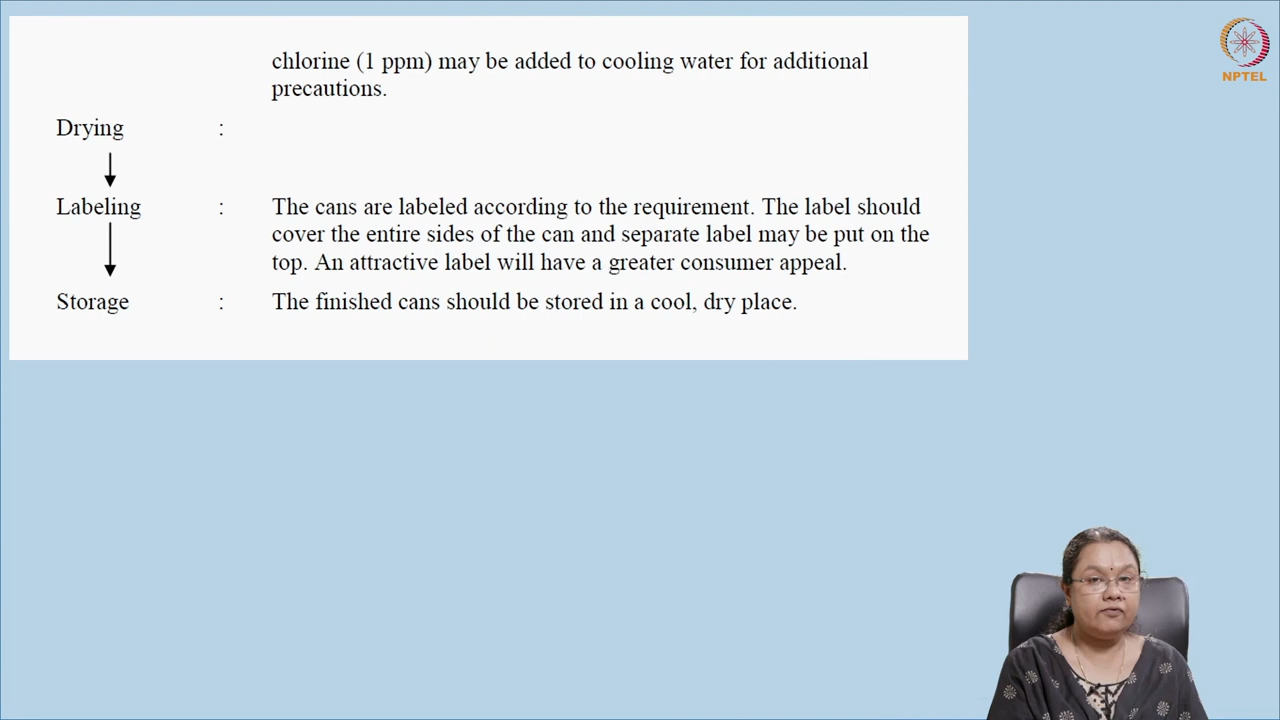 chlorine (1 ppm) may be added to cooling water for additional
precautions.
NPTEL
Drying :
Labeling : The cans are labeled according to the requirement. The label should
cover the entire sides of the can and separate label may be put on the
top. An attractive label will have a greater consumer appeal.
Storage : The finished cans should be stored in a cool, dry place.